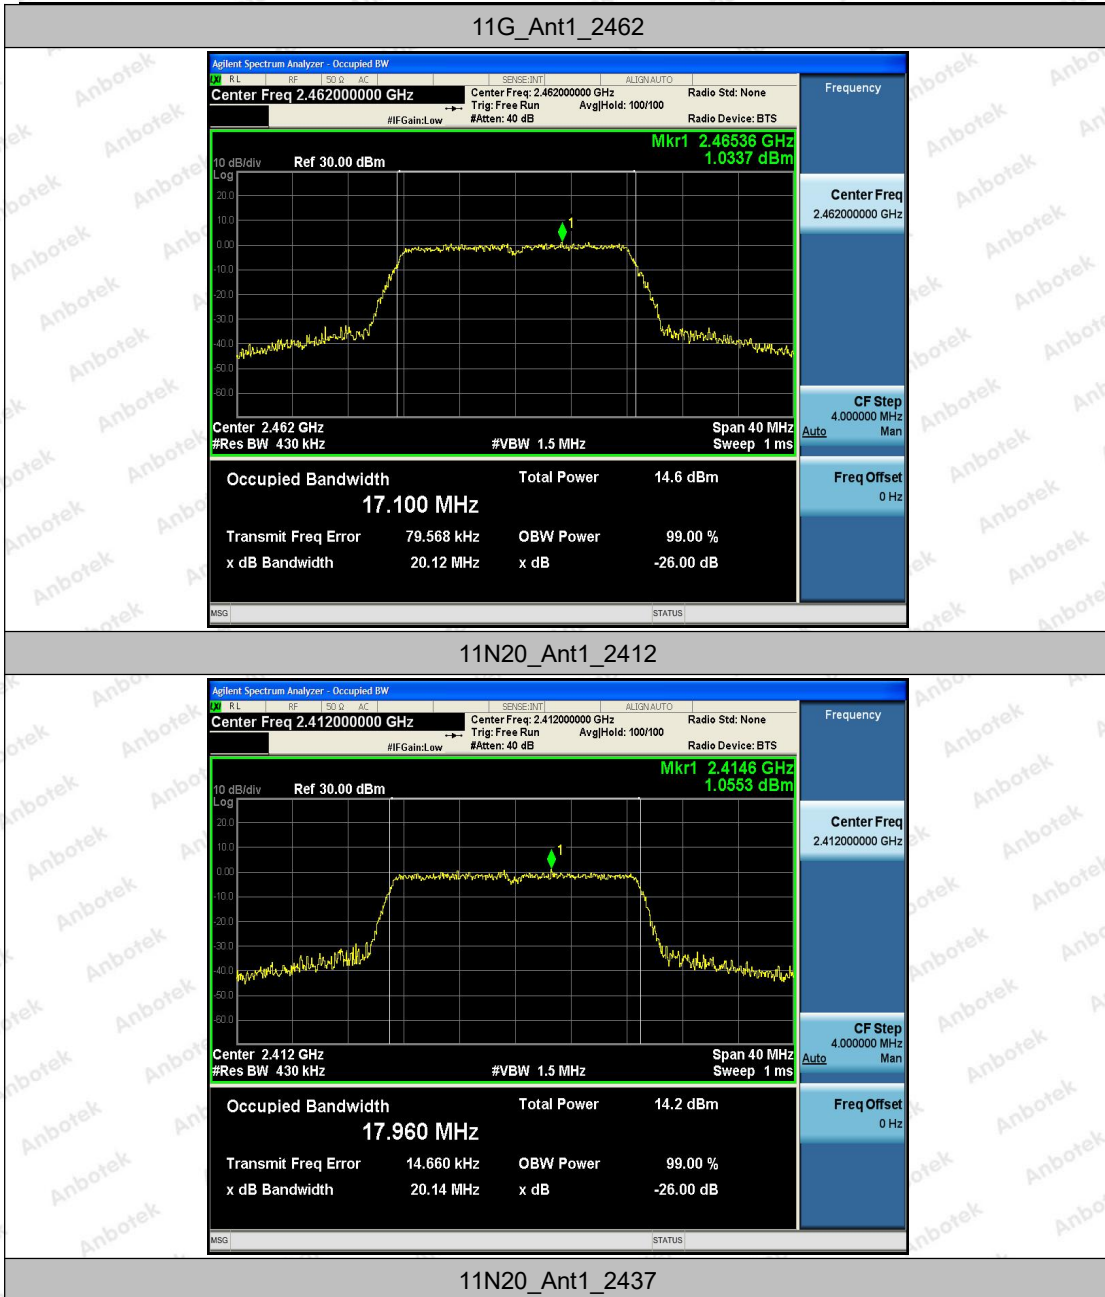 11G_Ant1_2462
Agilent Spectrum Analyzer - Occupied BW
LXI RL RF 50 Ω AC SENSE:INT ALIGNAUTO
Center Freq 2.462000000 GHz
Center Freq: 2.462000000 GHz Radio Std: None
Trig: Free Run Avg|Hold: 100/100
#IFGain:Low #Atten: 40 dB Radio Device: BTS
Mkr1 2.46536 GHz
1.0337 dBm
10 dB/div Ref 30.00 dBm
Log
20.0
10.0
0.00
-10.0
-20.0
-30.0
-40.0
-50.0
-60.0
1
Center 2.462 GHz Span 40 MHz
#Res BW 430 kHz #VBW 1.5 MHz Sweep 1 ms
Occupied Bandwidth Total Power 14.6 dBm
17.100 MHz
Transmit Freq Error 79.568 kHz OBW Power 99.00 %
x dB Bandwidth 20.12 MHz x dB -26.00 dB
MSG STATUS
Frequency
Center Freq
2.462000000 GHz
CF Step
4.000000 MHz
Auto Man
Freq Offset
0 Hz
11N20_Ant1_2412
Agilent Spectrum Analyzer - Occupied BW
LXI RL RF 50 Ω AC SENSE:INT ALIGNAUTO
Center Freq 2.412000000 GHz
Center Freq: 2.412000000 GHz Radio Std: None
Trig: Free Run Avg|Hold: 100/100
#IFGain:Low #Atten: 40 dB Radio Device: BTS
Mkr1 2.4146 GHz
1.0553 dBm
10 dB/div Ref 30.00 dBm
Log
20.0
10.0
0.00
-10.0
-20.0
-30.0
-40.0
-50.0
-60.0
1
Center 2.412 GHz Span 40 MHz
#Res BW 430 kHz #VBW 1.5 MHz Sweep 1 ms
Occupied Bandwidth Total Power 14.2 dBm
17.960 MHz
Transmit Freq Error 14.660 kHz OBW Power 99.00 %
x dB Bandwidth 20.14 MHz x dB -26.00 dB
MSG STATUS
Frequency
Center Freq
2.412000000 GHz
CF Step
4.000000 MHz
Auto Man
Freq Offset
0 Hz
11N20_Ant1_2437
Anbotek